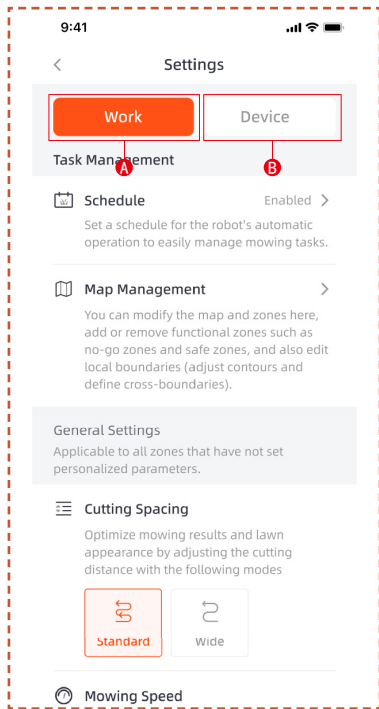 9:41
Settings
Work
Device
A
B
Task Management
Schedule
Enabled
Set a schedule for the robot's automatic
operation to easily manage mowing tasks.
Map Management
You can modify the map and zones here,
add or remove functional zones such as
no-go zones and safe zones, and also edit
local boundaries (adjust contours and
define cross-boundaries).
General Settings
Applicable to all zones that have not set
personalized parameters.
Cutting Spacing
Optimize mowing results and lawn
appearance by adjusting the cutting
distance with the following modes
Standard
Wide
Mowing Speed